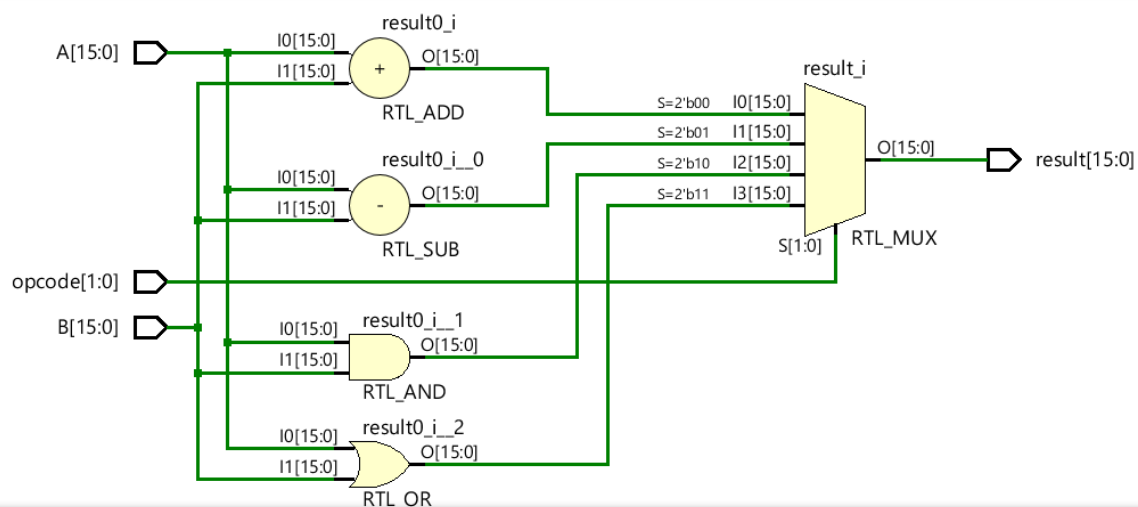 result0_i
A[15:0]
I0[15:0]
I1[15:0]
+
O[15:0]
RTL_ADD
result0_i__0
I0[15:0]
I1[15:0]
-
O[15:0]
RTL_SUB
result_i
S=2'b00 I0[15:0]
S=2'b01 I1[15:0]
S=2'b10 I2[15:0]
S=2'b11 I3[15:0]
O[15:0]
result[15:0]
S[1:0]
RTL_MUX
opcode[1:0]
B[15:0]
result0_i__1
I0[15:0]
I1[15:0]
O[15:0]
RTL_AND
result0_i__2
I0[15:0]
I1[15:0]
O[15:0]
RTL_OR